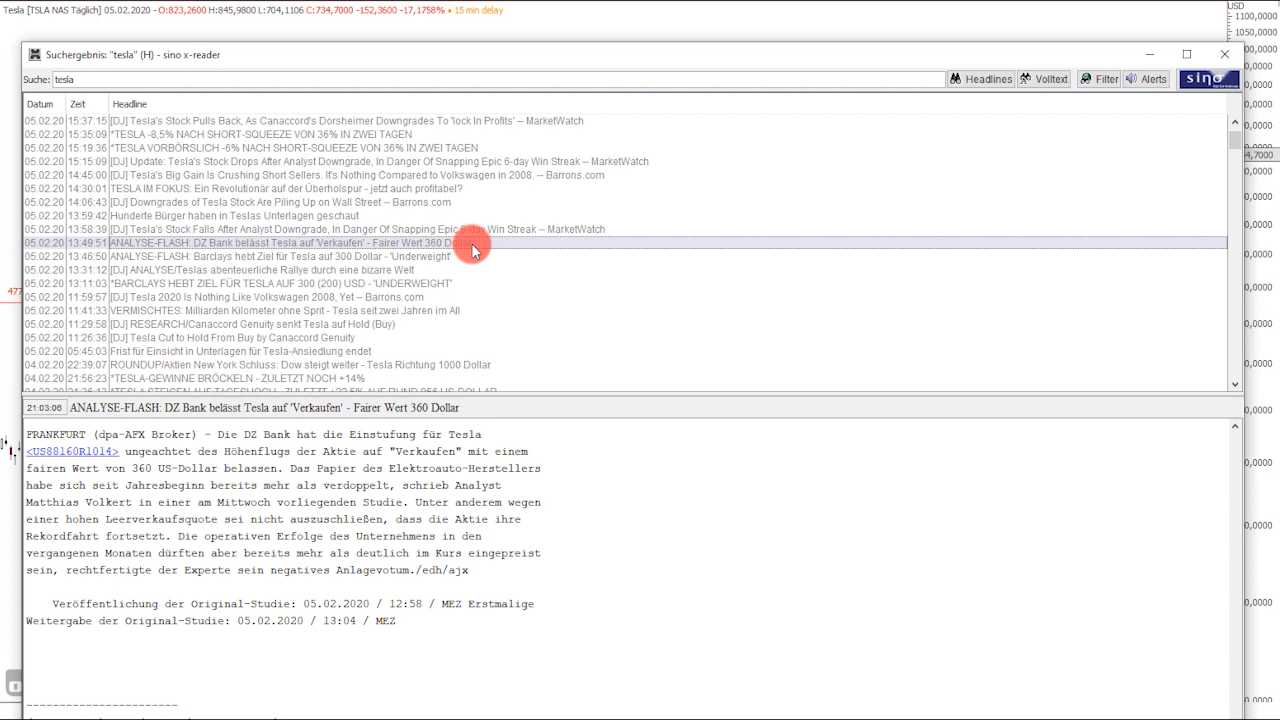 Tesla [TSLA NAS Täglich] 05.02.2020 - O:823,2600 H:845,9800 L:704,1106 C:734,7000 -152,3600 -17,1758% • 15 min delay
USD
1100,0000
1050,0000
Suchergebnis: "tesla" (H) - sino x-reader
Suche: tesla Headlines Volltext Filter Alerts sino
Datum Zeit Headline
05.02.20 15:37:15 [DJ] Tesla's Stock Pulls Back, As Canaccord's Dorsheimer Downgrades To 'lock In Profits' -- MarketWatch
05.02.20 15:35:09 *TESLA -8,5% NACH SHORT-SQUEEZE VON 36% IN ZWEI TAGEN
05.02.20 15:19:36 *TESLA VORBÖRSLICH -6% NACH SHORT-SQUEEZE VON 36% IN ZWEI TAGEN
4,7000
05.02.20 15:15:09 [DJ] Update: Tesla's Stock Drops After Analyst Downgrade, In Danger Of Snapping Epic 6-day Win Streak -- MarketWatch
05.02.20 14:45:00 [DJ] Tesla's Big Gain Is Crushing Short Sellers. It's Nothing Compared to Volkswagen in 2008. -- Barrons.com
05.02.20 14:30:01 TESLA IM FOKUS: Ein Revolutionär auf der Überholspur - jetzt auch profitabel?
05.02.20 14:06:43 [DJ] Downgrades of Tesla Stock Are Piling Up on Wall Street -- Barrons.com
05.02.20 13:59:42 Hunderte Bürger haben in Teslas Unterlagen geschaut
05.02.20 13:58:39 [DJ] Tesla's Stock Falls After Analyst Downgrade, In Danger Of Snapping Epic 6-day Win Streak -- MarketWatch
05.02.20 13:49:51 ANALYSE-FLASH: DZ Bank belässt Tesla auf 'Verkaufen' - Fairer Wert 360 Dollar
05.02.20 13:46:50 ANALYSE-FLASH: Barclays hebt Ziel für Tesla auf 300 Dollar - 'Underweight'
05.02.20 13:31:12 [DJ] ANALYSE/Teslas abenteuerliche Rallye durch eine bizarre Welt
05.02.20 13:11:03 *BARCLAYS HEBT ZIEL FÜR TESLA AUF 300 (200) USD - 'UNDERWEIGHT'
477
05.02.20 11:59:57 [DJ] Tesla 2020 Is Nothing Like Volkswagen 2008, Yet -- Barrons.com
05.02.20 11:41:33 VERMISCHTES: Milliarden Kilometer ohne Sprit - Tesla seit zwei Jahren im All
05.02.20 11:29:58 [DJ] RESEARCH/Canaccord Genuity senkt Tesla auf Hold (Buy)
05.02.20 11:26:36 [DJ] Tesla Cut to Hold From Buy by Canaccord Genuity
05.02.20 05:45:03 Frist für Einsicht in Unterlagen für Tesla-Ansiedlung endet
04.02.20 22:39:07 ROUNDUP/Aktien New York Schluss: Dow steigt weiter - Tesla Richtung 1000 Dollar
04.02.20 21:56:23 *TESLA-GEWINNE BRÖCKELN - ZULETZT NOCH +14%
21:03:06 ANALYSE-FLASH: DZ Bank belässt Tesla auf 'Verkaufen' - Fairer Wert 360 Dollar
FRANKFURT (dpa-AFX Broker) - Die DZ Bank hat die Einstufung für Tesla
<US88160R1014> ungeachtet des Höhenflugs der Aktie auf "Verkaufen" mit einem
fairen Wert von 360 US-Dollar belassen. Das Papier des Elektroauto-Herstellers
habe sich seit Jahresbeginn bereits mehr als verdoppelt, schrieb Analyst
Matthias Volkert in einer am Mittwoch vorliegenden Studie. Unter anderem wegen
einer hohen Leerverkaufsquote sei nicht auszuschließen, dass die Aktie ihre
Rekordfahrt fortsetzt. Die operativen Erfolge des Unternehmens in den
vergangenen Monaten dürften aber bereits mehr als deutlich im Kurs eingepreist
sein, rechtfertigte der Experte sein negatives Anlagevotum./edh/ajx
Veröffentlichung der Original-Studie: 05.02.2020 / 12:58 / MEZ Erstmalige
Weitergabe der Original-Studie: 05.02.2020 / 13:04 / MEZ
-----------------------